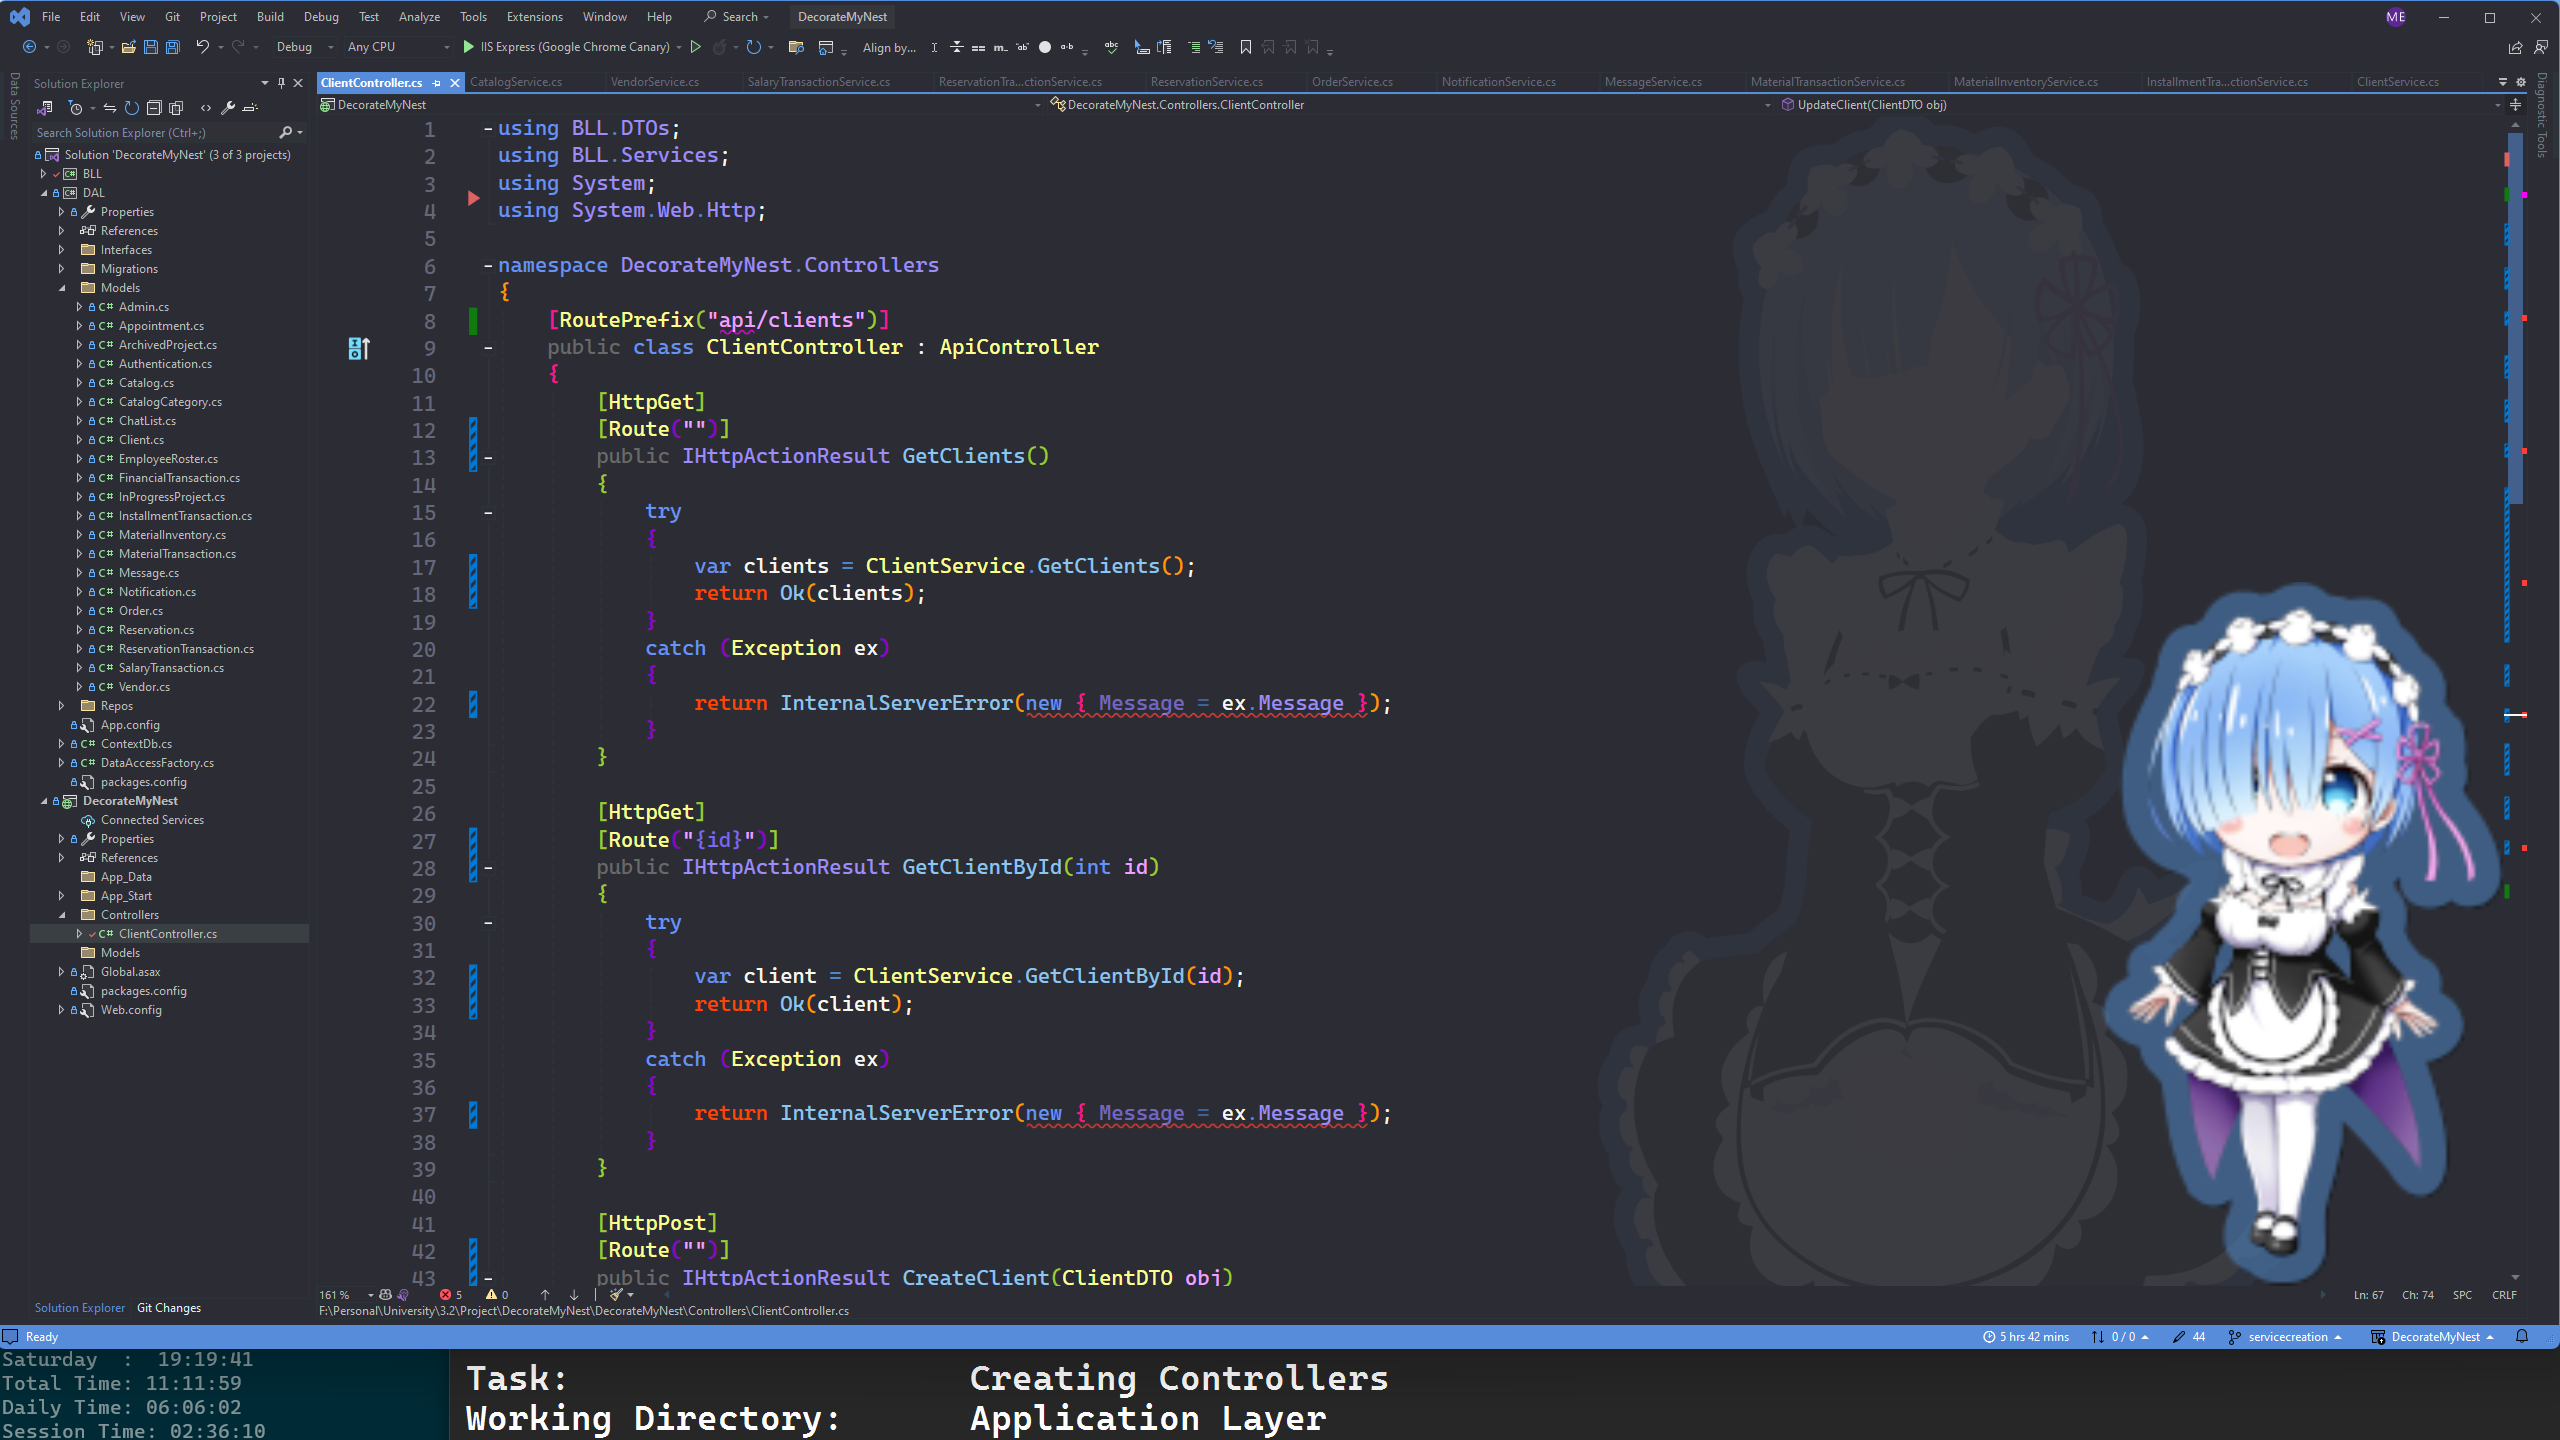 File Edit View Git Project Build Debug Test Analyze Tools Extensions Window Help Search DecorateMyNest ME
Debug Any CPU IIS Express (Google Chrome Canary) Align by...
Data Sources
Solution Explorer
Search Solution Explorer (Ctrl+;)
Solution 'DecorateMyNest' (3 of 3 projects)
BLL
DAL
Properties
References
Interfaces
Migrations
Models
C# Admin.cs
C# Appointment.cs
C# ArchivedProject.cs
C# Authentication.cs
C# Catalog.cs
C# CatalogCategory.cs
C# ChatList.cs
C# Client.cs
C# EmployeeRoster.cs
C# FinancialTransaction.cs
C# InProgressProject.cs
C# InstallmentTransaction.cs
C# MaterialInventory.cs
C# MaterialTransaction.cs
C# Message.cs
C# Notification.cs
C# Order.cs
C# Reservation.cs
C# ReservationTransaction.cs
C# SalaryTransaction.cs
C# Vendor.cs
Repos
App.config
C# ContextDb.cs
C# DataAccessFactory.cs
packages.config
DecorateMyNest
Connected Services
Properties
References
App_Data
App_Start
Controllers
C# ClientController.cs
Models
Global.asax
packages.config
Web.config
Solution Explorer Git Changes
ClientController.cs CatalogService.cs VendorService.cs SalaryTransactionService.cs ReservationTra...ctionService.cs ReservationService.cs OrderService.cs NotificationService.cs MessageService.cs MaterialTransactionService.cs MaterialInventoryService.cs InstallmentTra...ctionService.cs ClientService.cs
DecorateMyNest DecorateMyNest.Controllers.ClientController UpdateClient(ClientDTO obj)
Diagnostic Tools
1 using BLL.DTOs;
2 using BLL.Services;
3 using System;
4 using System.Web.Http;
5
6 namespace DecorateMyNest.Controllers
7 {
8 [RoutePrefix("api/clients")]
9 public class ClientController : ApiController
10 {
11 [HttpGet]
12 [Route("")]
13 public IHttpActionResult GetClients()
14 {
15 try
16 {
17 var clients = ClientService.GetClients();
18 return Ok(clients);
19 }
20 catch (Exception ex)
21 {
22 return InternalServerError(new { Message = ex.Message });
23 }
24 }
25
26 [HttpGet]
27 [Route("{id}")]
28 public IHttpActionResult GetClientById(int id)
29 {
30 try
31 {
32 var client = ClientService.GetClientById(id);
33 return Ok(client);
34 }
35 catch (Exception ex)
36 {
37 return InternalServerError(new { Message = ex.Message });
38 }
39 }
40
41 [HttpPost]
42 [Route("")]
43 public IHttpActionResult CreateClient(ClientDTO obj)
161 % 5 0 Ln: 67 Ch: 74 SPC CRLF
F:\Personal\University\3.2\Project\DecorateMyNest\DecorateMyNest\Controllers\ClientController.cs
Ready 5 hrs 42 mins 0 / 0 44 servicecreation DecorateMyNest
Saturday : 19:19:41
Total Time: 11:11:59
Daily Time: 06:06:02
Session Time: 02:36:10
Task: Creating Controllers
Working Directory: Application Layer